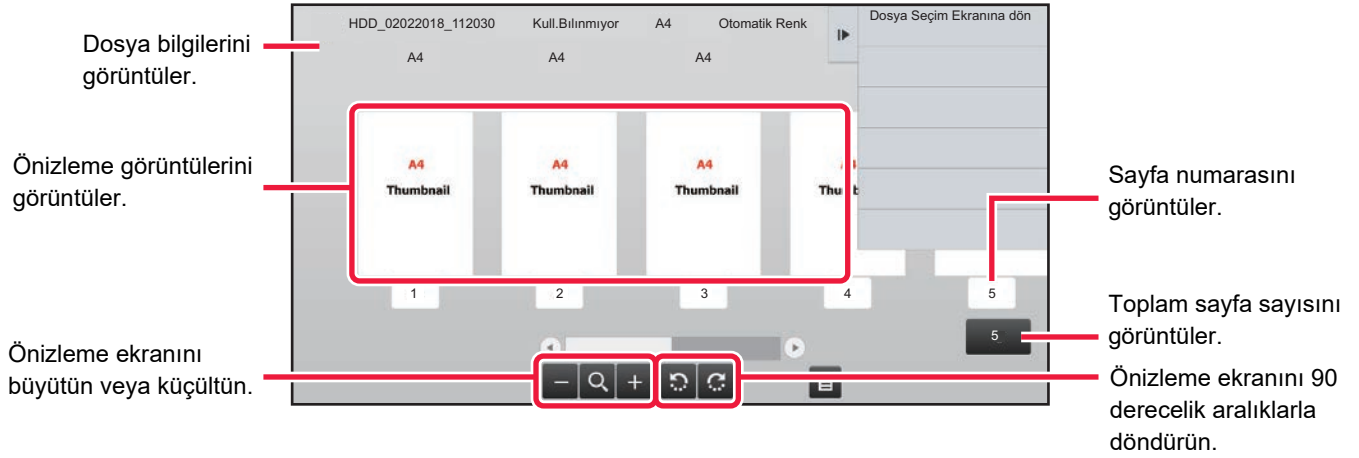 HDD_02022018_112030 Kull.Bılınmıyor A4 Otomatik Renk
Dosya Seçim Ekranına dön
A4 A4 A4
Dosya bilgilerini
görüntüler.
Önizleme görüntülerini
görüntüler.
A4 A4 A4
Thumbnail Thumbnail Thumbnail
Sayfa numarasını
görüntüler.
1 2 3 4 5
Toplam sayfa sayısını
görüntüler.
5
Önizleme ekranını
büyütün veya küçültün.
Önizleme ekranını 90
derecelik aralıklarla
döndürün.